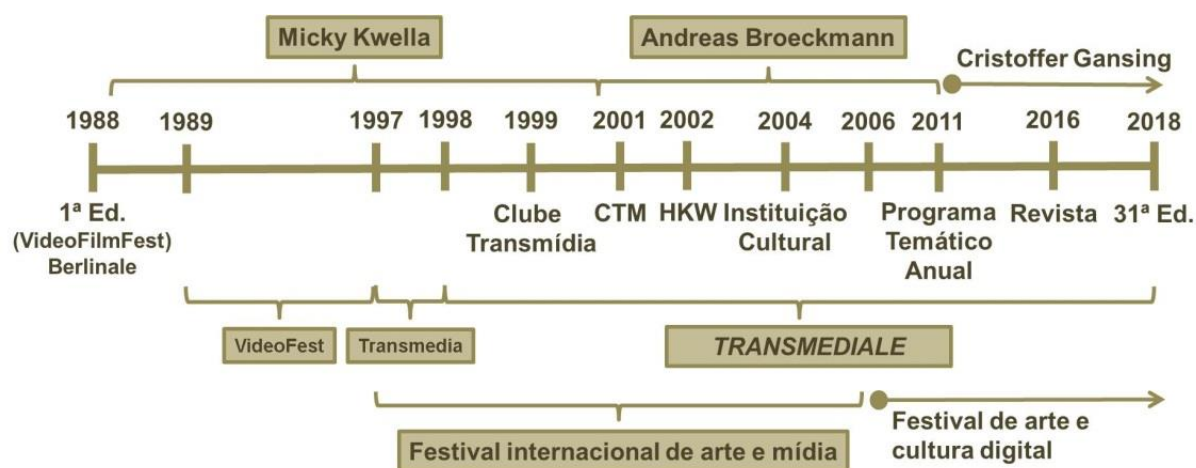 Micky Kwella
Andreas Broeckmann
Cristoffer Gansing
1988 1989 1997 1998 1999 2001 2002 2004 2006 2011 2016 2018
1ª Ed.
(VideoFilmFest)
Berlinale
Clube
Transmídia
CTM
HKW
Instituição
Cultural
Programa
Temático
Anual
Revista
31ª Ed.
VideoFest
Transmedia
TRANSMEDIALE
Festival internacional de arte e mídia
Festival de arte e
cultura digital